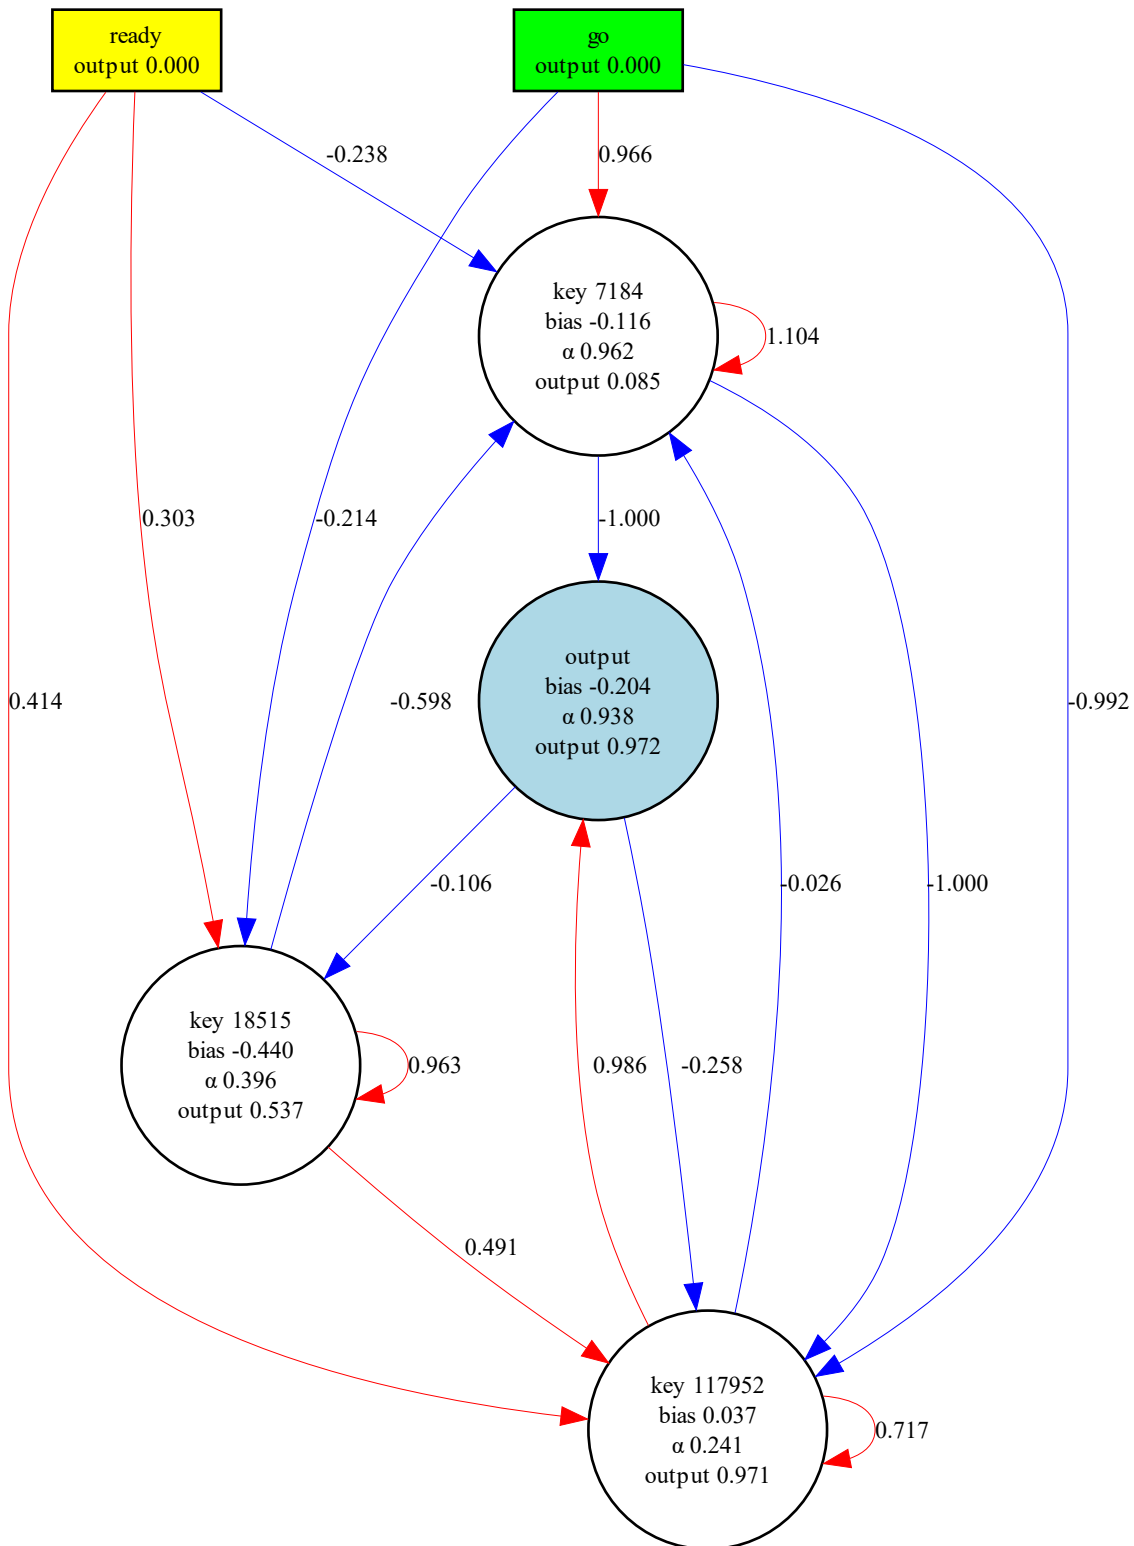 ready
output 0.000
go
output 0.000
-0.238
0.966
key 7184
bias -0.116
α 0.962
output 0.085
1.104
0.303
-0.214
-1.000
output
bias -0.204
α 0.938
output 0.972
0.414
-0.598
-0.992
-0.106
-0.026
-1.000
key 18515
bias -0.440
α 0.396
output 0.537
0.963
0.986
-0.258
0.491
key 117952
bias 0.037
α 0.241
output 0.971
0.717